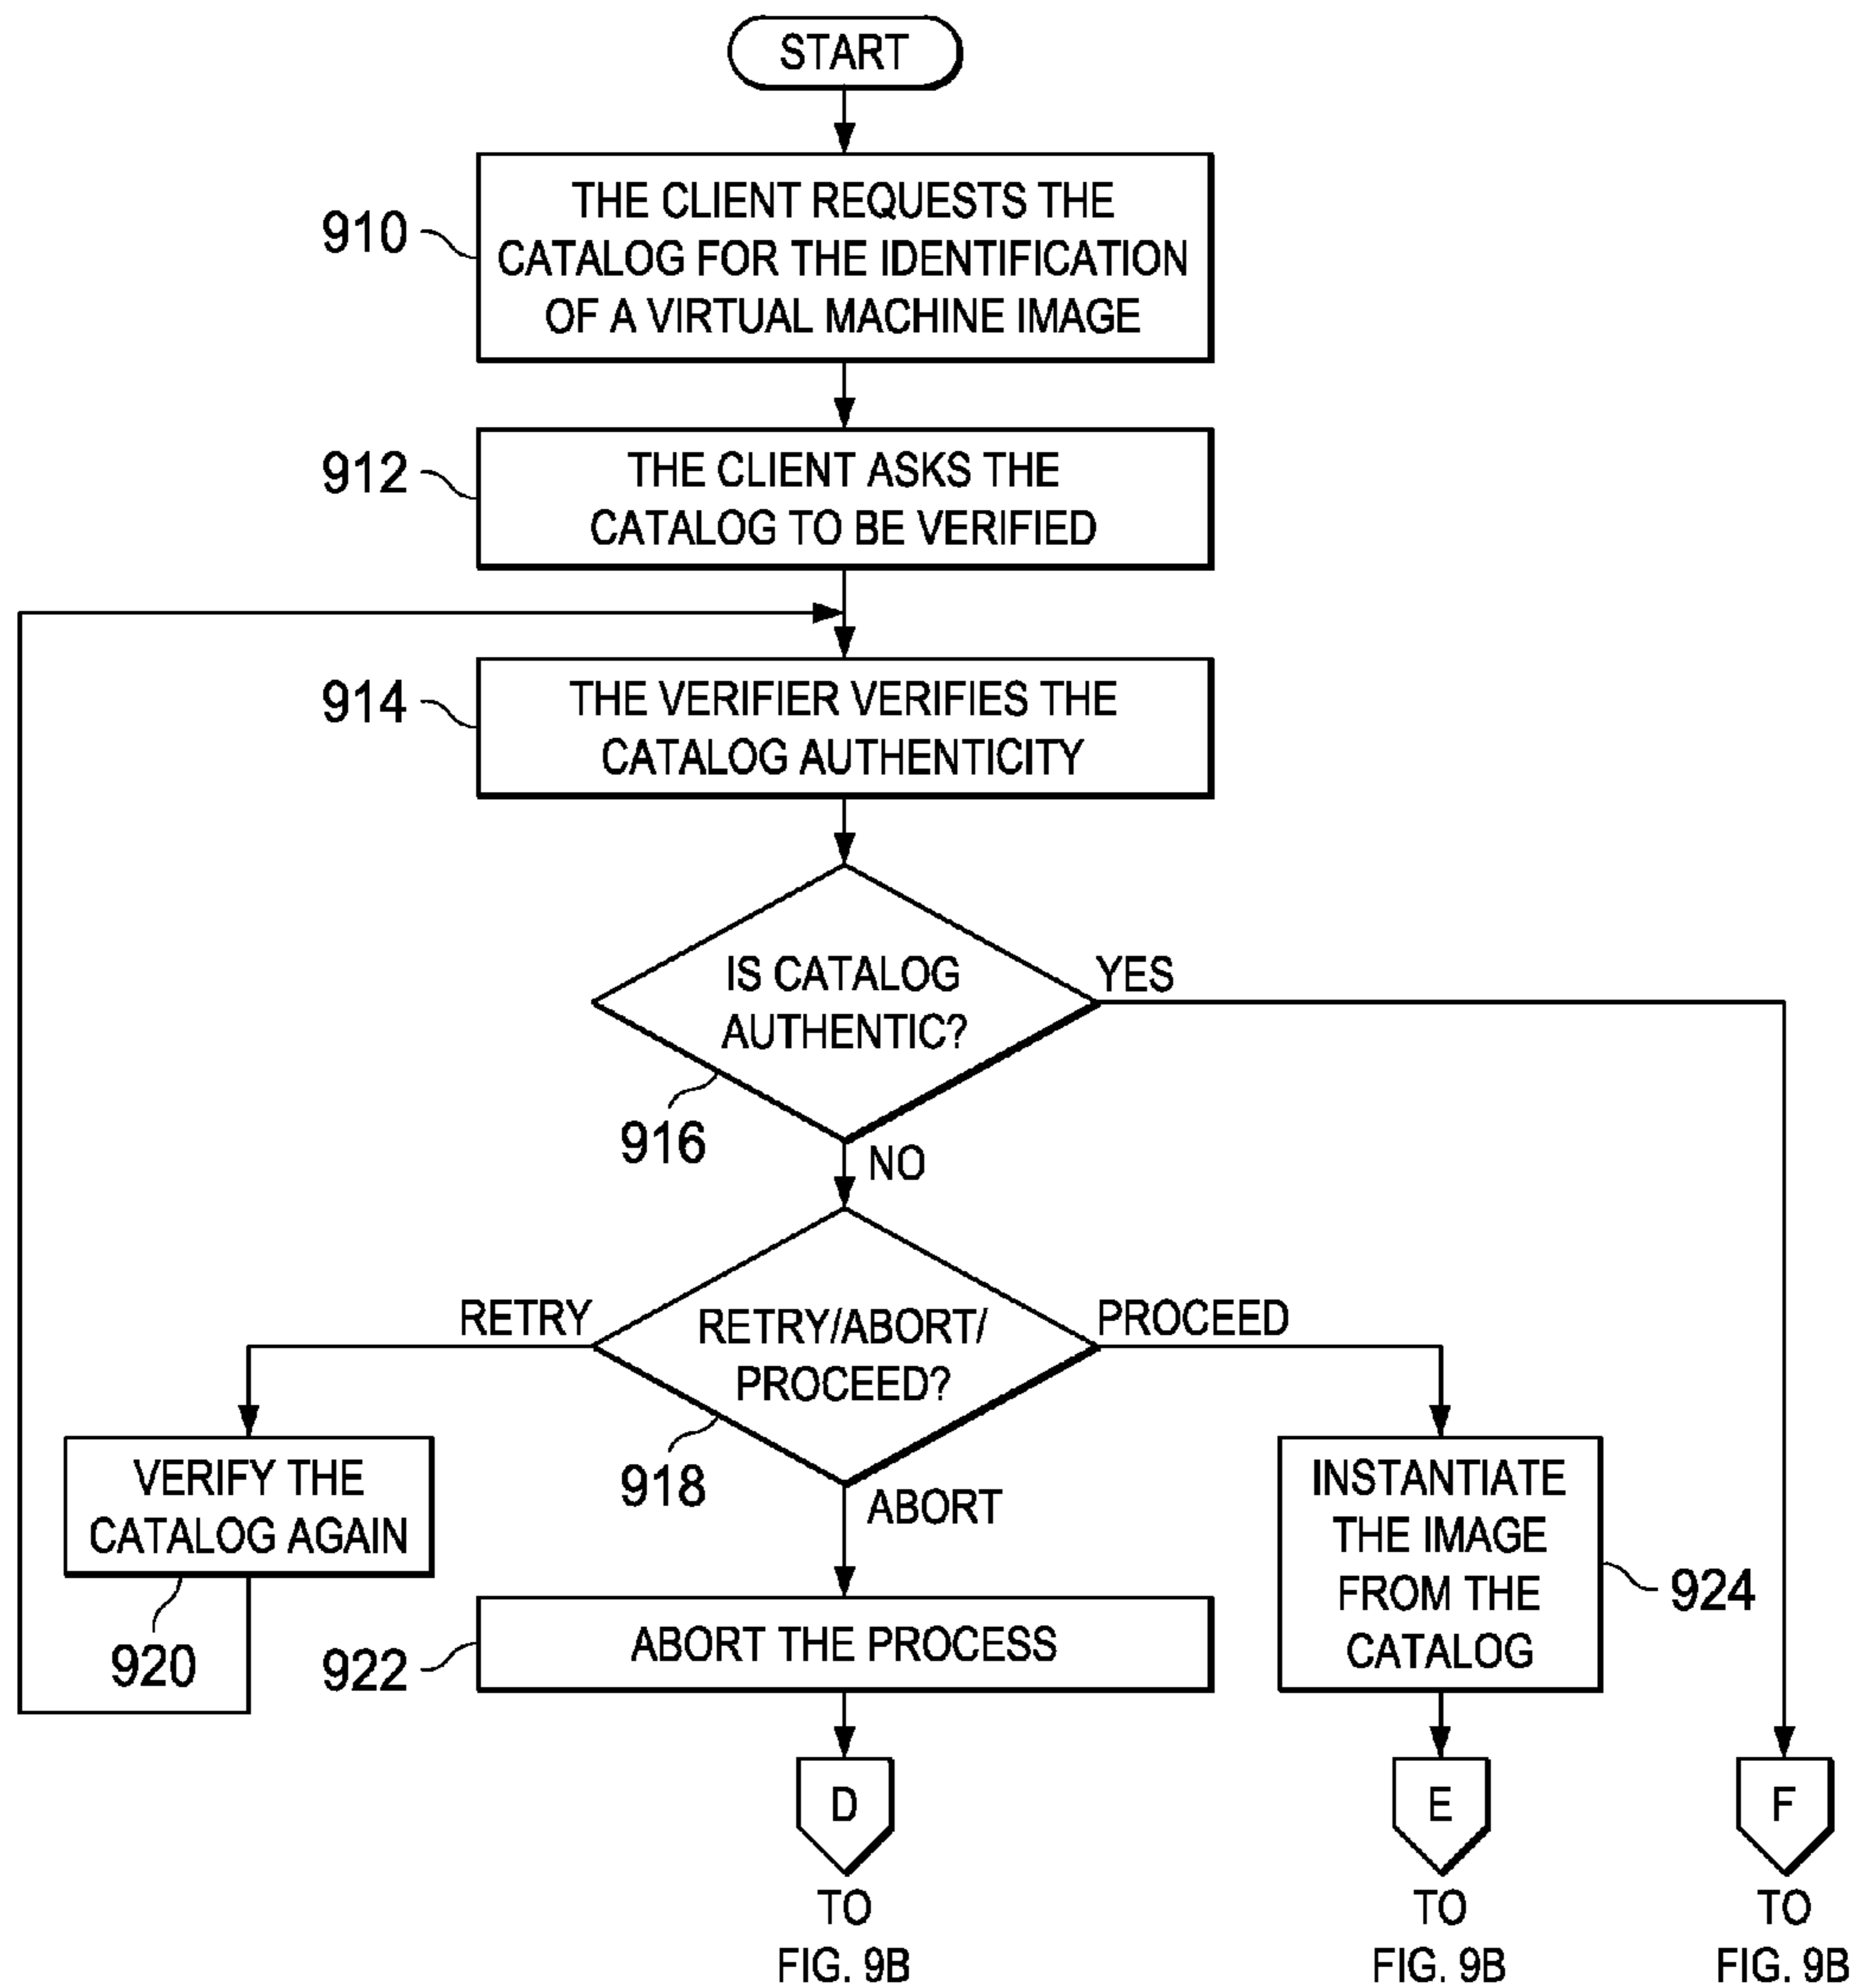 START
910
THE CLIENT REQUESTS THE
CATALOG FOR THE IDENTIFICATION
OF A VIRTUAL MACHINE IMAGE
912
THE CLIENT ASKS THE
CATALOG TO BE VERIFIED
914
THE VERIFIER VERIFIES THE
CATALOG AUTHENTICITY
IS CATALOG
AUTHENTIC?
YES
916
NO
RETRY
RETRY/ABORT/
PROCEED?
PROCEED
918
ABORT
VERIFY THE
CATALOG AGAIN
920
922
ABORT THE PROCESS
INSTANTIATE
THE IMAGE
FROM THE
CATALOG
924
D
TO
FIG. 9B
E
TO
FIG. 9B
F
TO
FIG. 9B